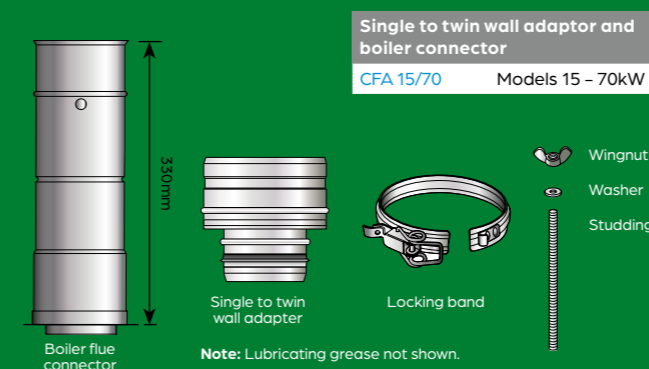 Single to twin wall adaptor and
boiler connector
CFA 15/70 Models 15 - 70kW
330mm
Wingnut
Washer
Studding
Single to twin
wall adapter
Locking band
Boiler flue
connector
Note: Lubricating grease not shown.